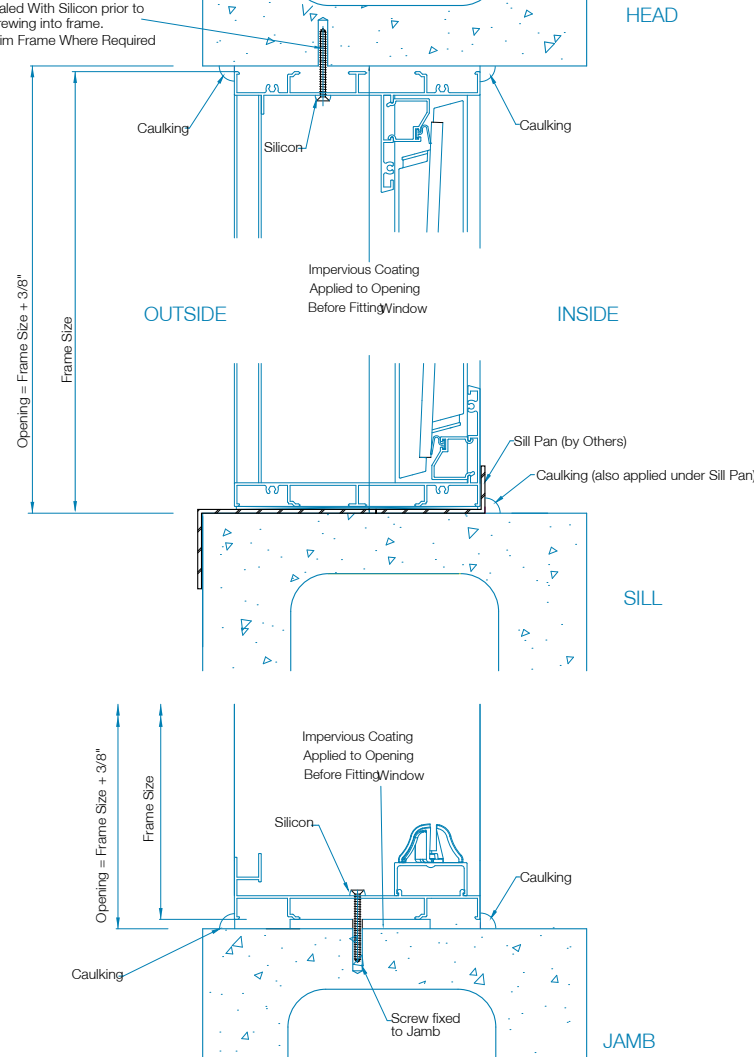 aled With Silicon prior to
rewing into frame.
im Frame Where Required
HEAD
Caulking
Silicon
Caulking
Opening = Frame Size + 3/8"
Frame Size
Impervious Coating
Applied to Opening
Before Fitting Window
OUTSIDE
INSIDE
Sill Pan (by Others)
Caulking (also applied under Sill Pan)
SILL
Opening = Frame Size + 3/8"
Frame Size
Impervious Coating
Applied to Opening
Before Fitting Window
Silicon
Caulking
Caulking
Screw fixed
to Jamb
JAMB